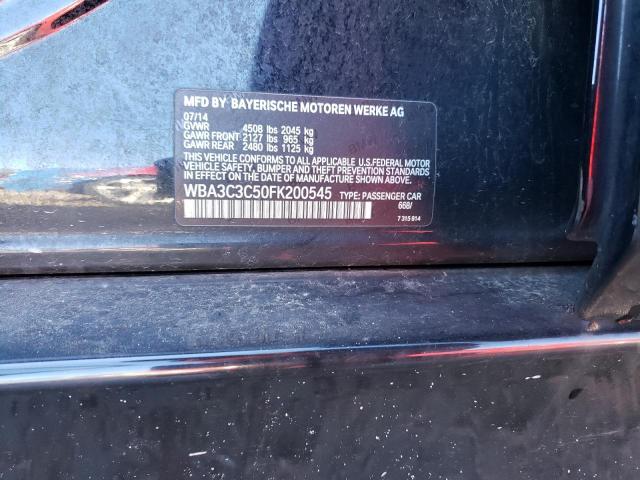 MFD BY BAYERISCHE MOTOREN WERKE AG
07/14
GVWR 4508 lbs 2045 kg
GAWR FRONT 2127 lbs 965 kg
GAWR REAR 2480 lbs 1125 kg
THIS VEHICLE CONFORMS TO ALL APPLICABLE U.S.FEDERAL MOTOR
VEHICLE SAFETY, BUMPER AND THEFT PREVENTION STANDARDS
IN EFFECT ON THE DATE OF MANUFACTURE SHOWN ABOVE.
WBA3C3C50FK200545 TYPE: PASSENGER CAR
668/
7 315 814